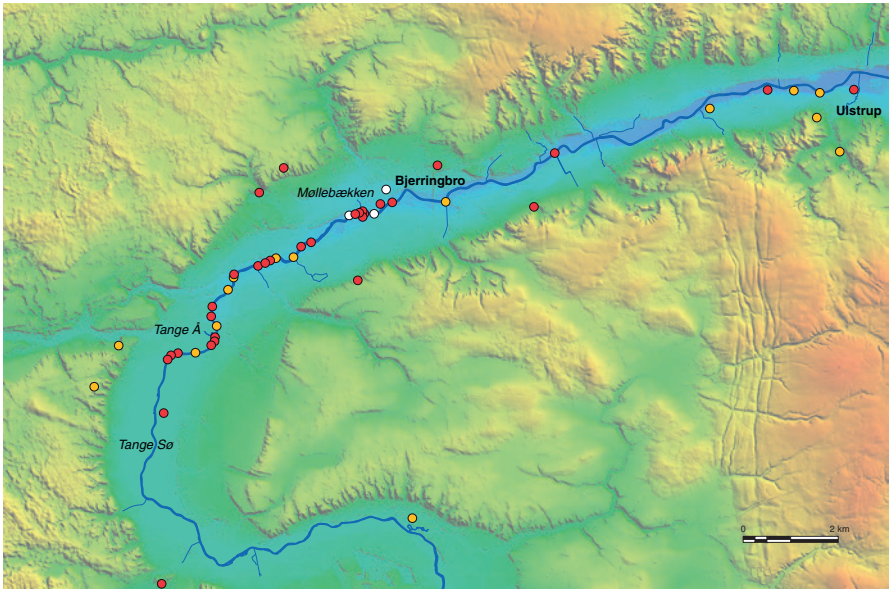 Ulstrup
Bjerringbro
Møllebækken
Tange Å
Tange Sø
0 2 km